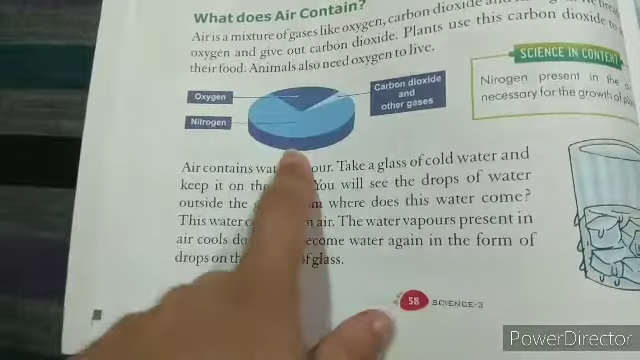 What does Air Contain?
Air is a mixture of gases like oxygen, carbon dioxide and
oxygen and give out carbon dioxide. Plants use this carbon dioxide to
their food. Animals also need oxygen to live.
SCIENCE IN CONTENT
Nirogen present in the
necessary for the growth of
Oxygen
Nitrogen
Carbon dioxide
and
other gases
Air contains our. Take a glass of cold water and
keep it on the You will see the drops of water
outside the where does this water come?
This water air. The water vapours present in
air cools become water again in the form of
drops on of glass.
58 SCIENCE-3
PowerDirector